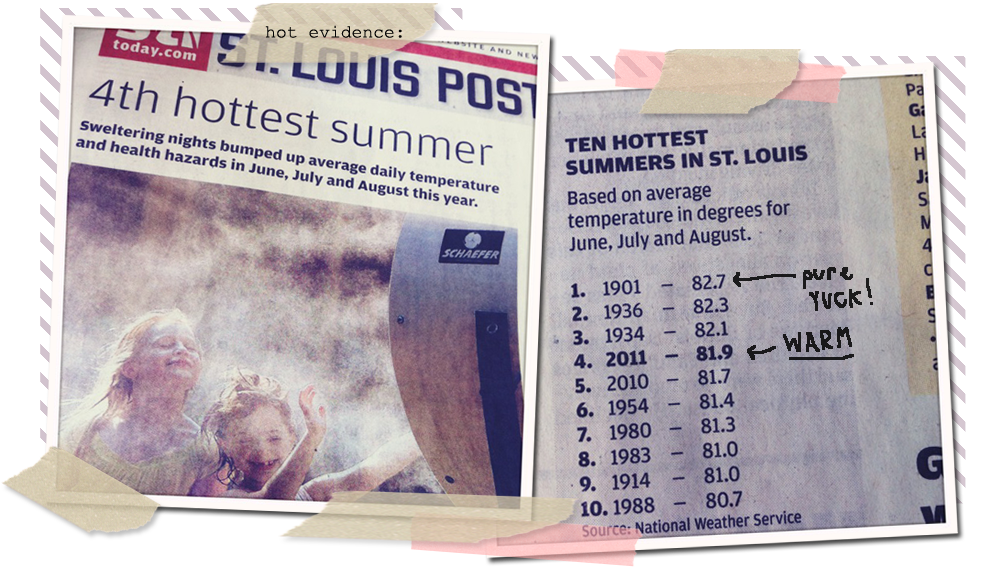 hot evidence:
today.com
WEBSITE AND NEW
ST. LOUIS POST
4th hottest summer
Sweltering nights bumped up average daily temperature
and health hazards in June, July and August this year.
SCHAEFER
TEN HOTTEST
SUMMERS IN ST. LOUIS
Based on average
temperature in degrees for
June, July and August.
1. 1901 – 82.7
pure
YUCK!
2. 1936 – 82.3
3. 1934 – 82.1
4. 2011 – 81.9
WARM
5. 2010 – 81.7
6. 1954 – 81.4
7. 1980 – 81.3
8. 1983 – 81.0
9. 1914 – 81.0
10. 1988 – 80.7
Source: National Weather Service